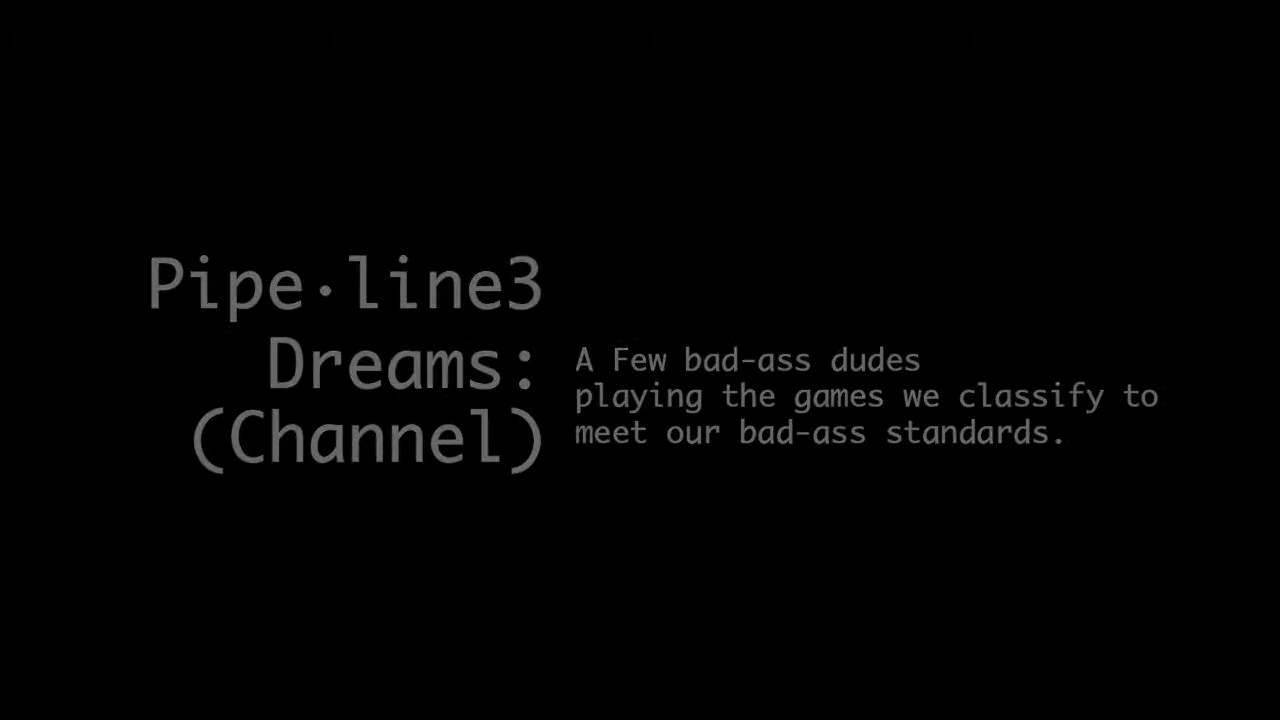 Pipe·line3
Dreams:
(Channel)
A Few bad-ass dudes
playing the games we classify to
meet our bad-ass standards.